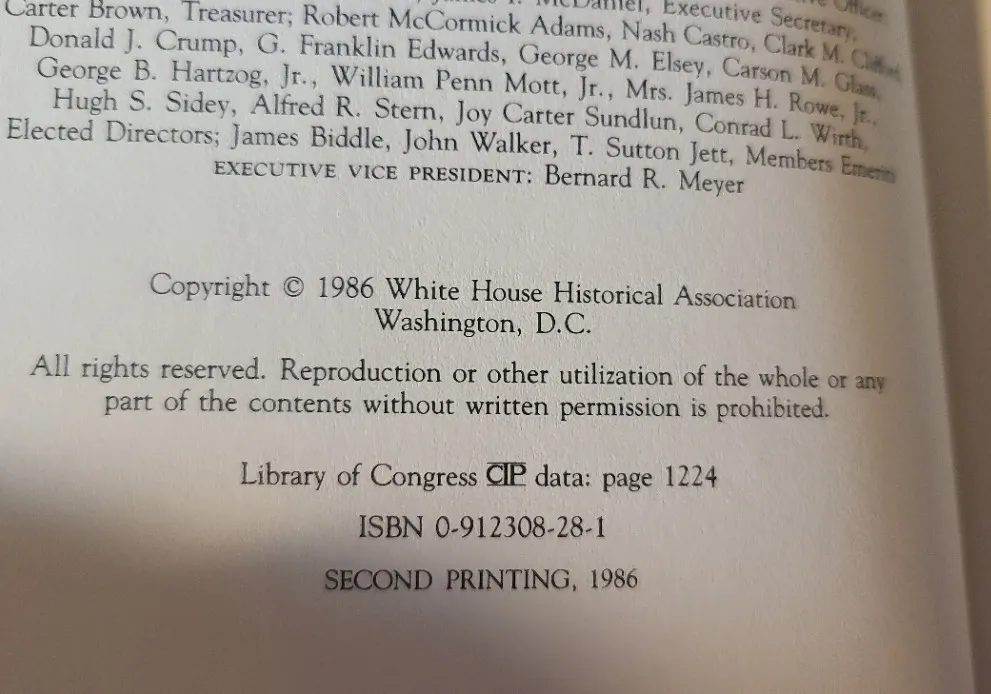 McDaniel, Executive Secretary,
Carter Brown, Treasurer; Robert McCormick Adams, Nash Castro, Clark M. Clifford,
Donald J. Crump, G. Franklin Edwards, George M. Elsey, Carson M. Glass,
George B. Hartzog, Jr., William Penn Mott, Jr., Mrs. James H. Rowe, Jr.,
Hugh S. Sidey, Alfred R. Stern, Joy Carter Sundlun, Conrad L. Wirth,
Elected Directors; James Biddle, John Walker, T. Sutton Jett, Members Emeriti
EXECUTIVE VICE PRESIDENT: Bernard R. Meyer
Copyright © 1986 White House Historical Association
Washington, D.C.
All rights reserved. Reproduction or other utilization of the whole or any
part of the contents without written permission is prohibited.
Library of Congress CIP data: page 1224
ISBN 0-912308-28-1
SECOND PRINTING, 1986